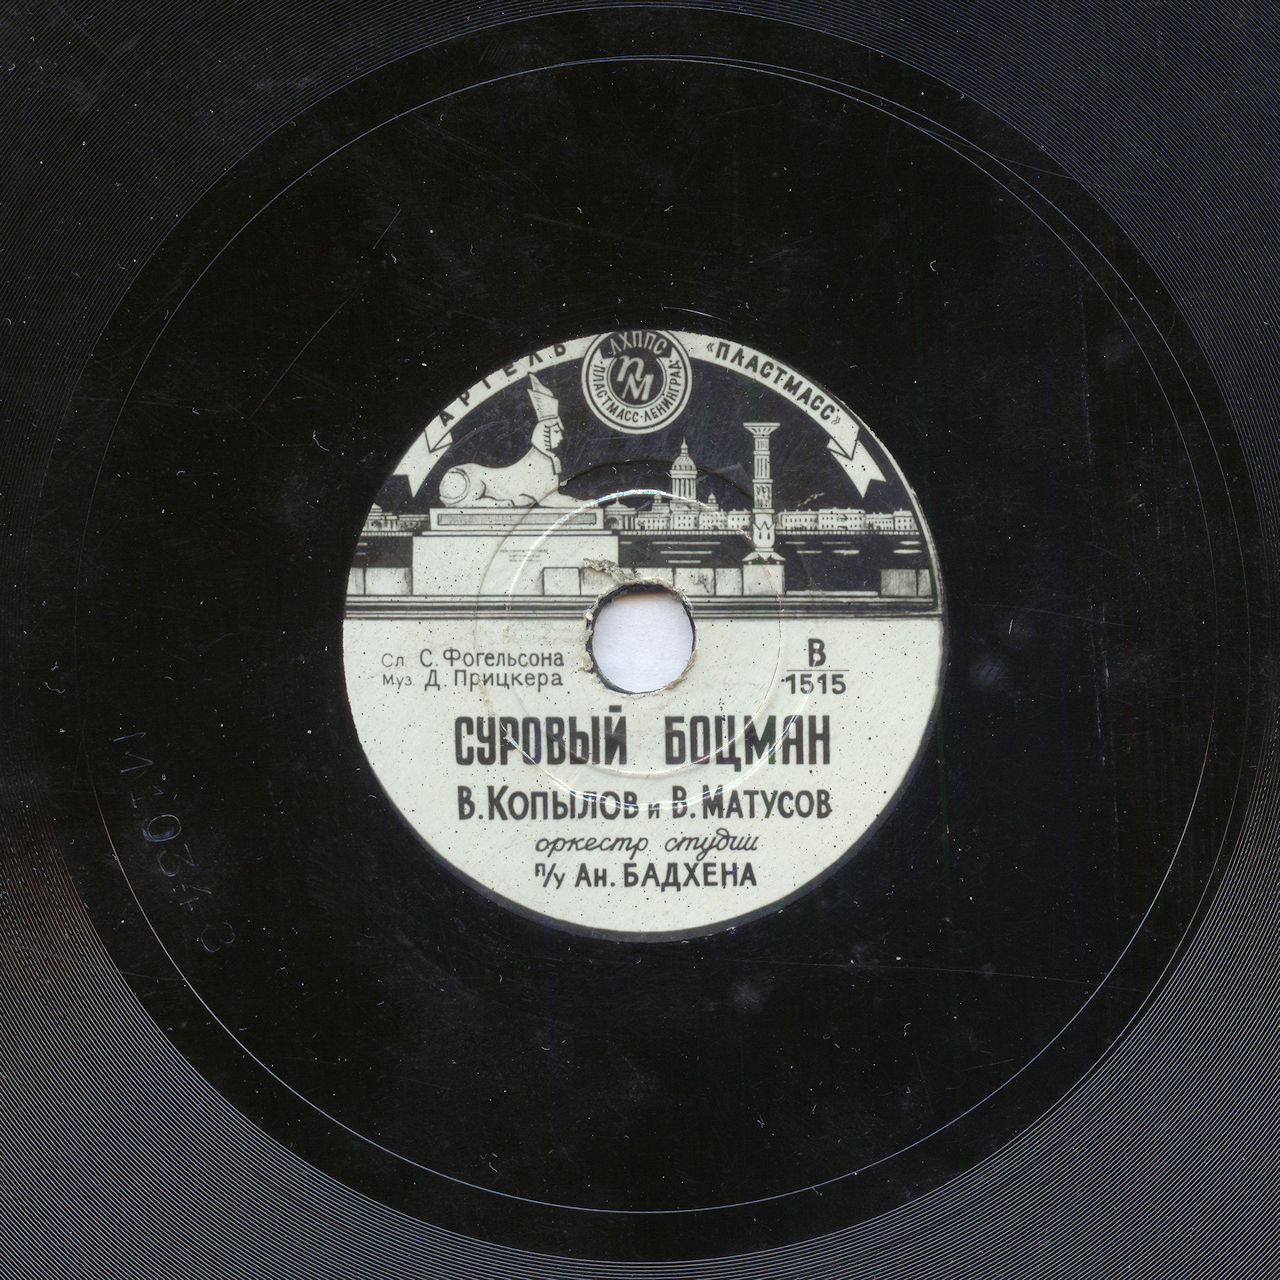 АРТЕЛЬ «ПЛАСТМАСС»
ЛХППС
ПМ
ПЛАСТМАСС·ЛЕНИНГРАД
Сл. С. Фогельсона
Муз. Д. Прицкера
В
1515
СУРОВЫЙ БОЦМАН
В. КОПЫЛОВ и В. МАТУСОВ
оркестр студии
п/у Ан. БАДХЕНА